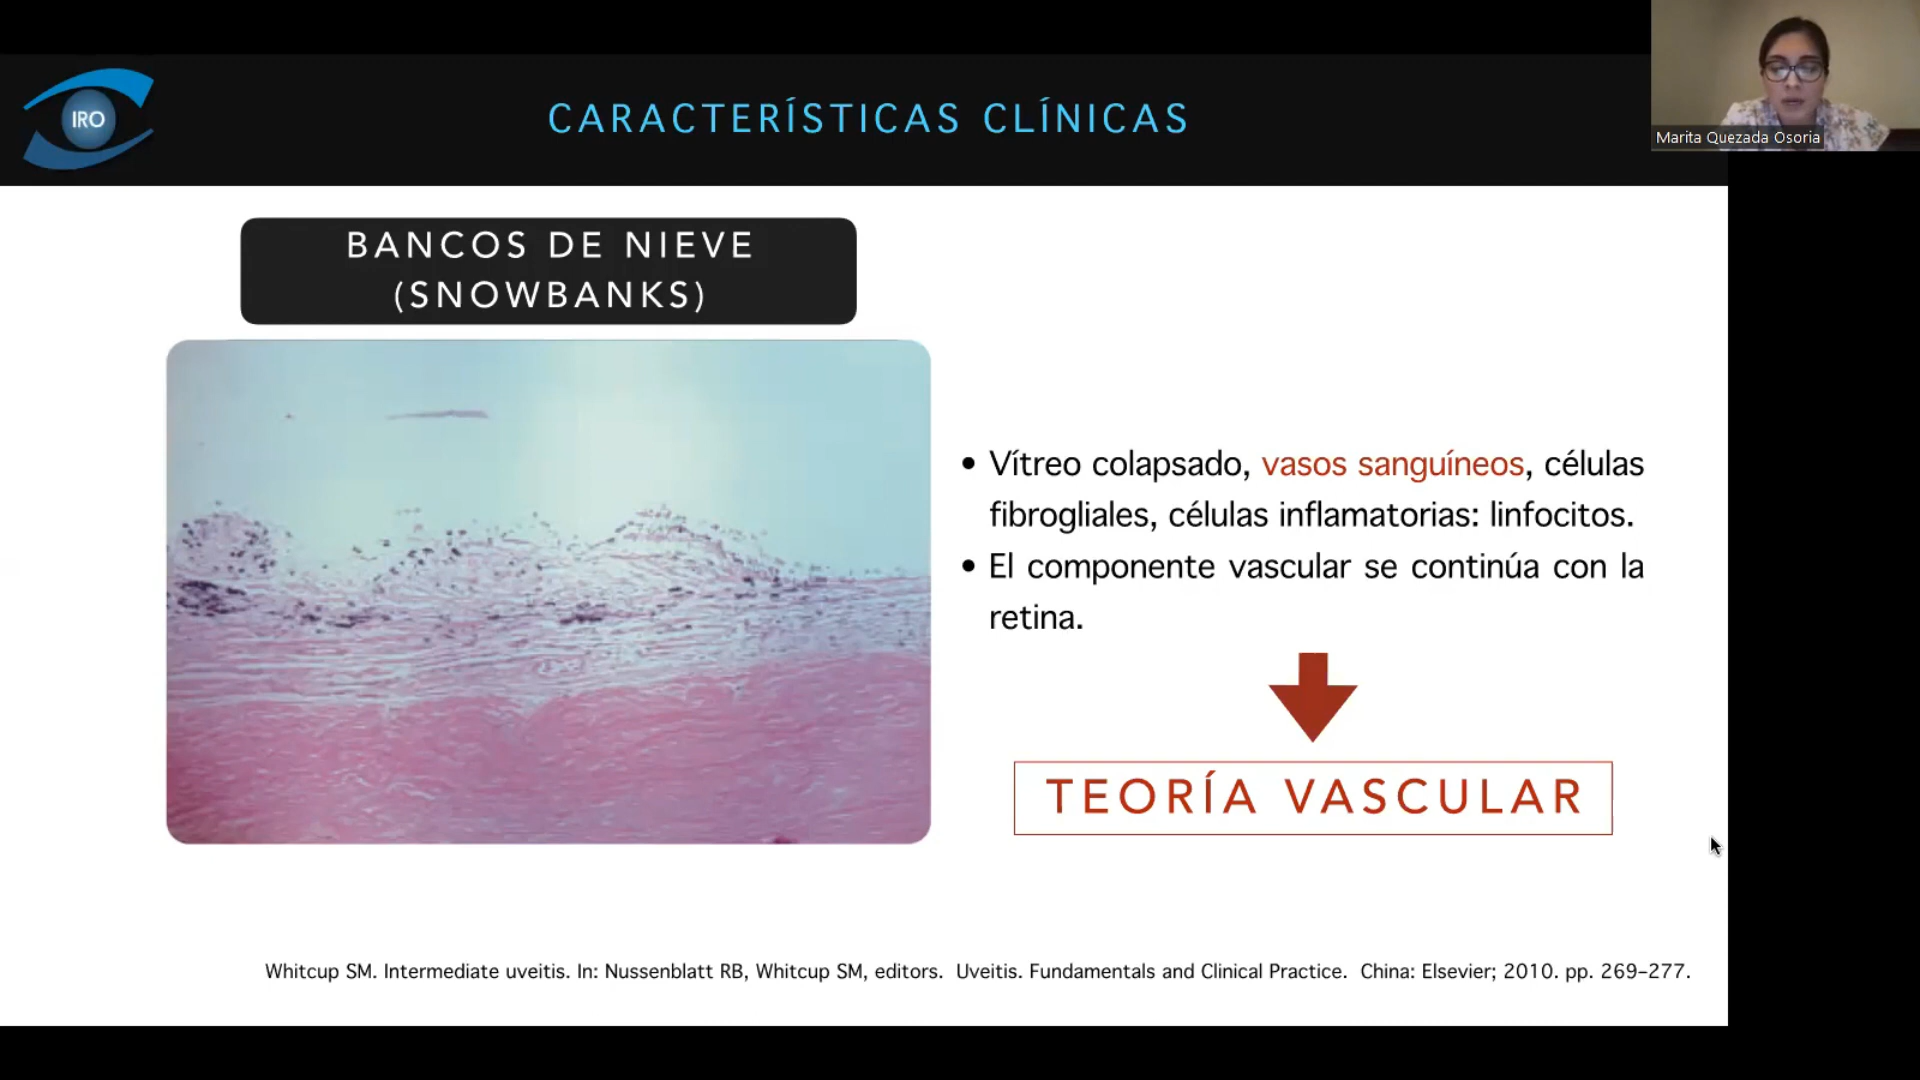 IRO
CARACTERÍSTICAS CLÍNICAS
Marita Quezada Osoria
BANCOS DE NIEVE
(SNOWBANKS)
• Vítreo colapsado, vasos sanguíneos, células
fibrogliales, células inflamatorias: linfocitos.
• El componente vascular se continúa con la
retina.
TEORÍA VASCULAR
Whitcup SM. Intermediate uveitis. In: Nussenblatt RB, Whitcup SM, editors. Uveitis. Fundamentals and Clinical Practice. China: Elsevier; 2010. pp. 269–277.